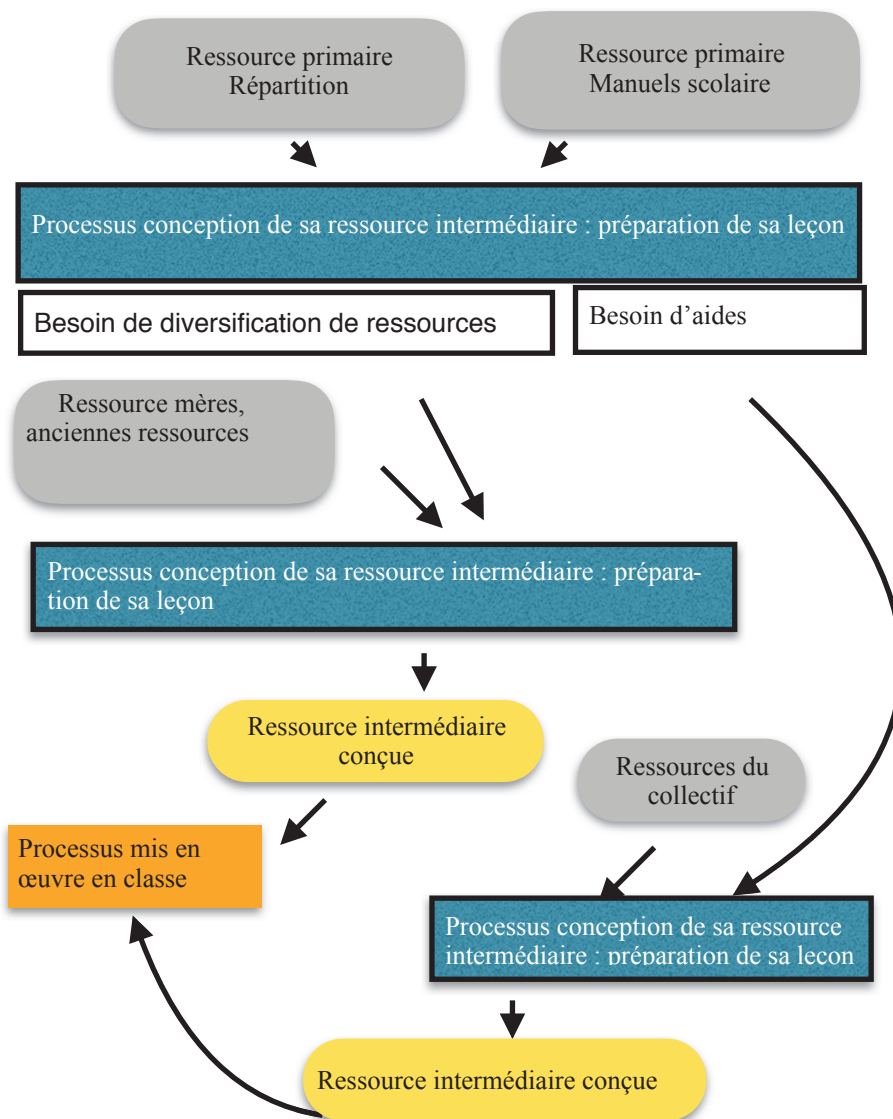 Ressource primaire
Répartition
Ressource primaire
Manuels scolaire
Processus conception de sa ressource intermédiaire : préparation de sa leçon
Besoin de diversification de ressources
Besoin d’aides
Ressource mères,
anciennes ressources
Processus conception de sa ressource intermédiaire : prépara-
tion de sa leçon
Ressource intermédiaire
conçue
Ressources du
collectif
Processus mis en
œuvre en classe
Processus conception de sa ressource
intermédiaire : préparation de sa leçon
Ressource intermédiaire conçue